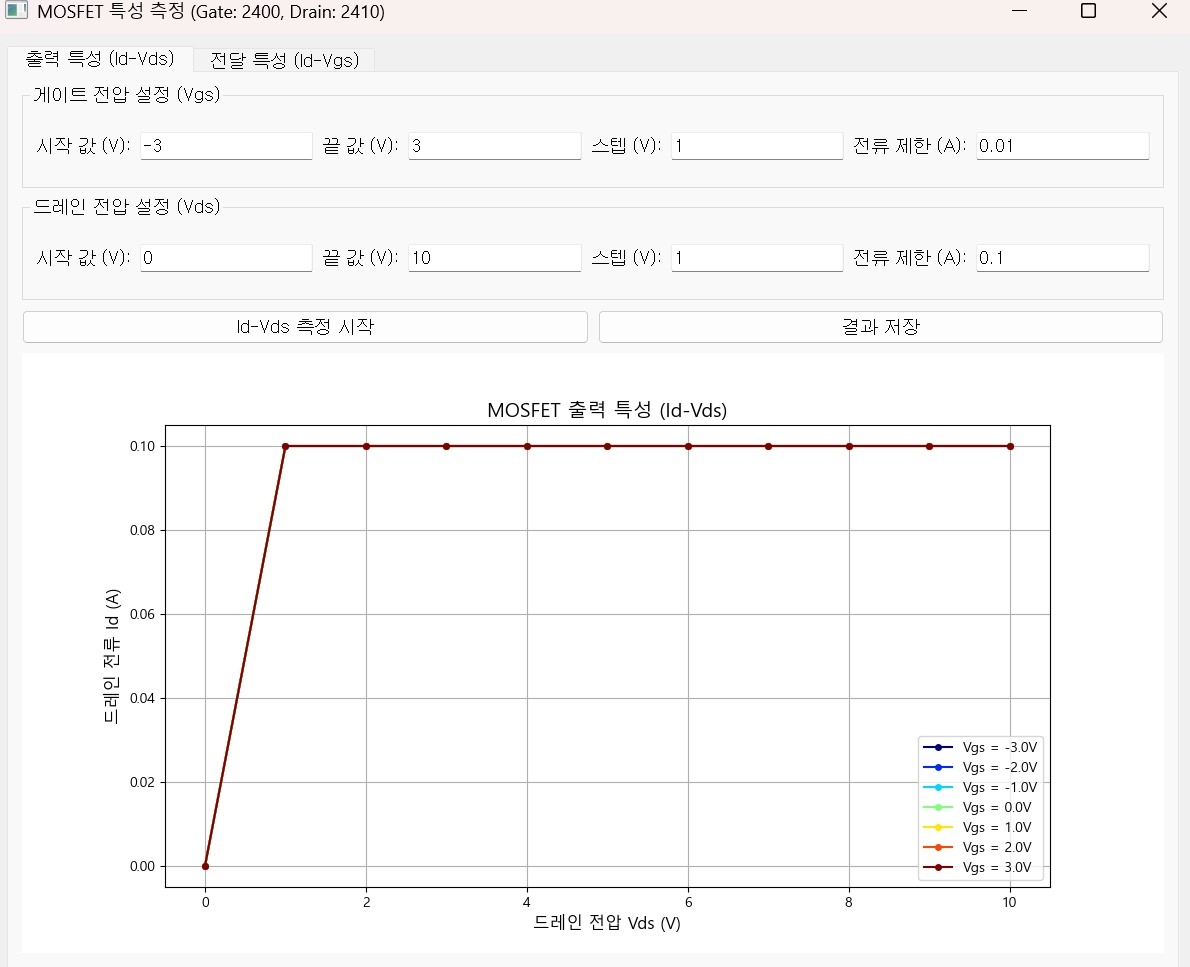 MOSFET 특성 측정 (Gate: 2400, Drain: 2410)
출력 특성 (Id-Vds) 전달 특성 (Id-Vgs)
게이트 전압 설정 (Vgs)
시작 값 (V): -3 끝 값 (V): 3 스텝 (V): 1 전류 제한 (A): 0.01
드레인 전압 설정 (Vds)
시작 값 (V): 0 끝 값 (V): 10 스텝 (V): 1 전류 제한 (A): 0.1
Id-Vds 측정 시작 결과 저장
MOSFET 출력 특성 (Id-Vds)
드레인 전류 Id (A)
0.10
0.08
0.06
0.04
0.02
0.00
Vgs = -3.0V
Vgs = -2.0V
Vgs = -1.0V
Vgs = 0.0V
Vgs = 1.0V
Vgs = 2.0V
Vgs = 3.0V
0 2 4 6 8 10
드레인 전압 Vds (V)